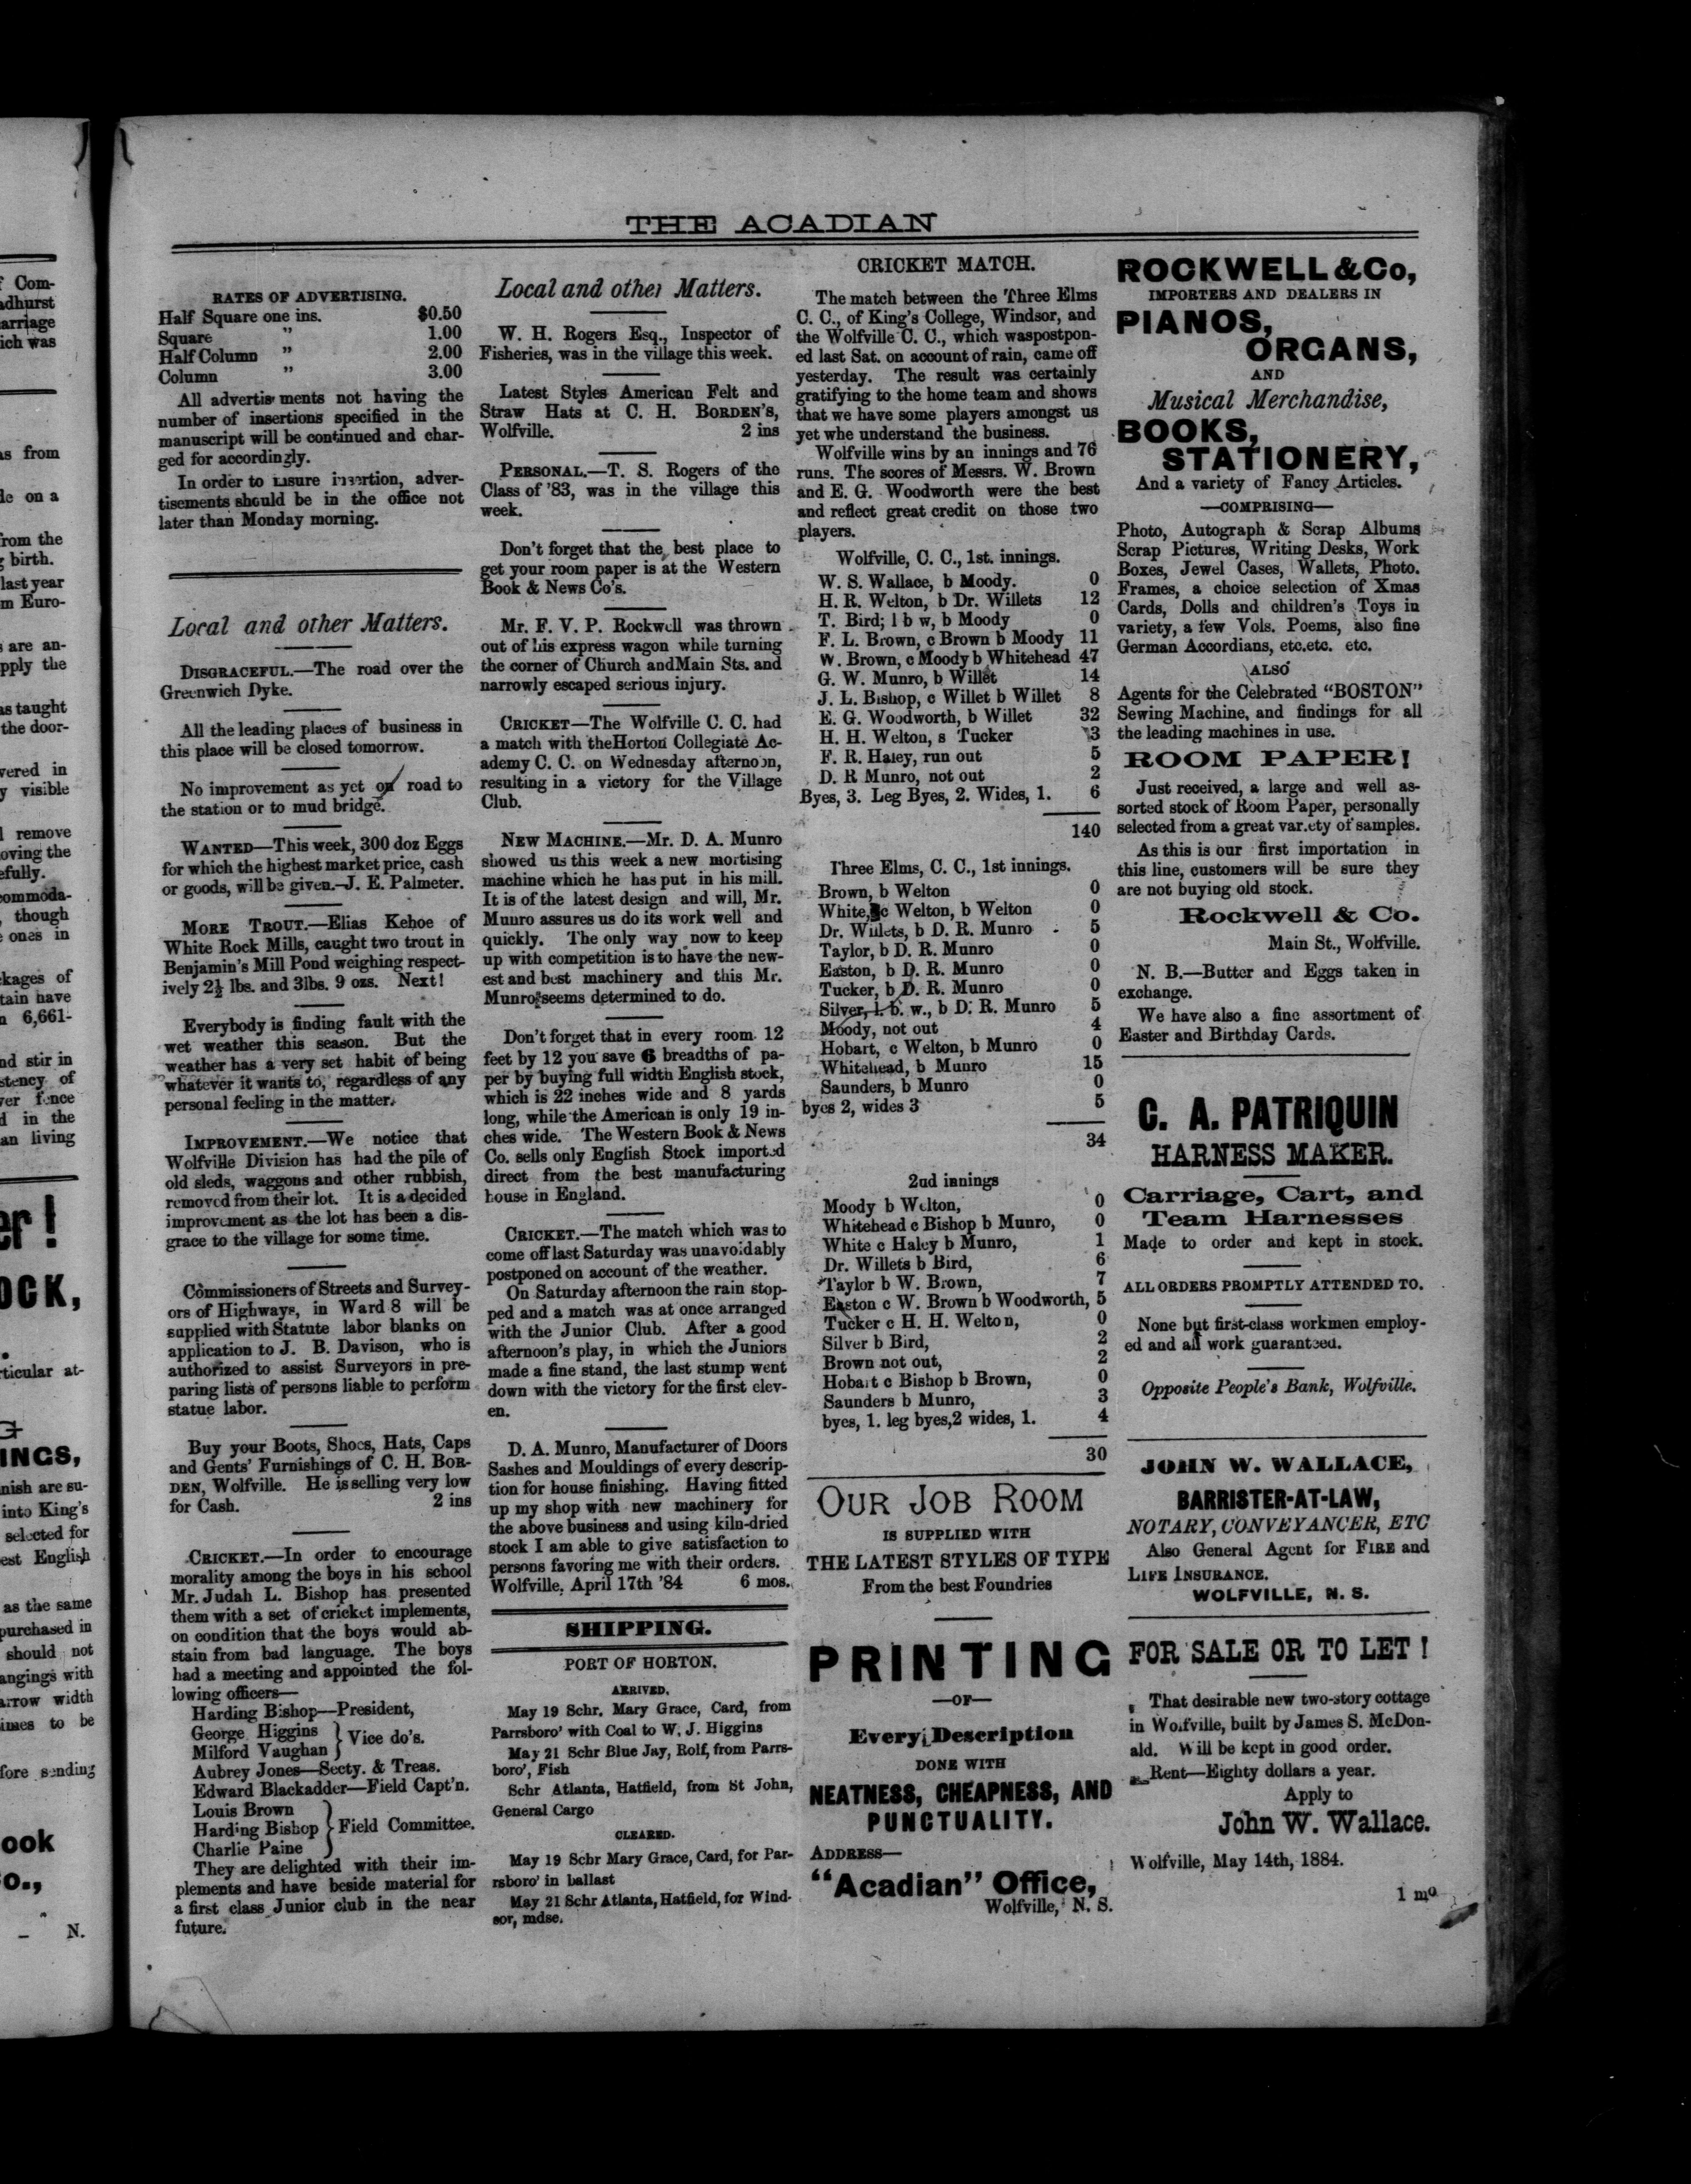 THE ACADIAN
RATES OF ADVERTISING.
Half Square one ins. $0.50
Square " 1.00
Half Column " 2.00
Column " 3.00
All advertis ments not having the
number of insertions specified in the
manuscript will be continued and char-
ged for accordingly.
In order to insure insertion, adver-
tisements should be in the office not
later than Monday morning.
Local and other Matters.
DISGRACEFUL.—The road over the
Greenwich Dyke.
All the leading places of business in
this place will be closed tomorrow.
No improvement as yet on road to
the station or to mud bridge.
WANTED—This week, 300 doz Eggs
for which the highest market price, cash
or goods, will be given.—J. E. Palmeter.
MORE TROUT.—Elias Kehoe of
White Rock Mills, caught two trout in
Benjamin's Mill Pond weighing respect-
ively 2½ lbs. and 3lbs. 9 ozs. Next!
Everybody is finding fault with the
wet weather this season. But the
weather has a very set habit of being
whatever it wants to, regardless of any
personal feeling in the matter.
IMPROVEMENT.—We notice that
Wolfville Division has had the pile of
old sleds, waggons and other rubbish,
removed from their lot. It is a decided
improvement as the lot has been a dis-
grace to the village for some time.
Commissioners of Streets and Survey-
ors of Highways, in Ward 8 will be
supplied with Statute labor blanks on
application to J. B. Davison, who is
authorized to assist Surveyors in pre-
paring lists of persons liable to perform
statue labor.
Buy your Boots, Shoes, Hats, Caps
and Gents' Furnishings of C. H. BOR-
DEN, Wolfville. He is selling very low
for Cash. 2 ins
CRICKET.—In order to encourage
morality among the boys in his school
Mr. Judah L. Bishop has presented
them with a set of cricket implements,
on condition that the boys would ab-
stain from bad language. The boys
had a meeting and appointed the fol-
lowing officers—
Harding Bishop—President,
George Higgins
Milford Vaughan } Vice do's.
Aubrey Jones—Secty. & Treas.
Edward Blackadder—Field Capt'n.
Louis Brown
Harding Bishop } Field Committee.
Charlie Paine
They are delighted with their im-
plements and have beside material for
a first class Junior club in the near
future.
Local and other Matters.
W. H. Rogers Esq., Inspector of
Fisheries, was in the village this week.
Latest Styles American Felt and
Straw Hats at C. H. BORDEN'S,
Wolfville. 2 ins
PERSONAL.—T. S. Rogers of the
Class of '83, was in the village this
week.
Don't forget that the best place to
get your room paper is at the Western
Book & News Co's.
Mr. F. V. P. Rockwell was thrown
out of his express wagon while turning
the corner of Church andMain Sts. and
narrowly escaped serious injury.
CRICKET—The Wolfville C. C. had
a match with theHorton Collegiate Ac-
ademy C. C. on Wednesday afternoon,
resulting in a victory for the Village
Club.
NEW MACHINE.—Mr. D. A. Munro
showed us this week a new mortising
machine which he has put in his mill.
It is of the latest design and will, Mr.
Munro assures us do its work well and
quickly. The only way now to keep
up with competition is to have the new-
est and best machinery and this Mr.
Munro seems determined to do.
Don't forget that in every room 12
feet by 12 you save 6 breadths of pa-
per by buying full width English stock,
which is 22 inches wide and 8 yards
long, while the American is only 19 in-
ches wide. The Western Book & News
Co. sells only English Stock imported
direct from the best manufacturing
house in England.
CRICKET.—The match which was to
come off last Saturday was unavoidably
postponed on account of the weather.
On Saturday afternoon the rain stop-
ped and a match was at once arranged
with the Junior Club. After a good
afternoon's play, in which the Juniors
made a fine stand, the last stump went
down with the victory for the first elev-
en.
D. A. Munro, Manufacturer of Doors
Sashes and Mouldings of every descrip-
tion for house finishing. Having fitted
up my shop with new machinery for
the above business and using kiln-dried
stock I am able to give satisfaction to
persons favoring me with their orders.
Wolfville, April 17th '84 6 mos.
SHIPPING.
PORT OF HORTON.
ARRIVED.
May 19 Schr. Mary Grace, Card, from
Parrsboro' with Coal to W. J. Higgins
May 21 Schr Blue Jay, Rolf, from Parrs-
boro', Fish
Schr Atlanta, Hatfield, from St John,
General Cargo
CLEARED.
May 19 Schr Mary Grace, Card, for Par-
rsboro' in ballast
May 21 Schr Atlanta, Hatfield, for Wind-
sor, mdse.
CRICKET MATCH.
The match between the Three Elms
C. C., of King's College, Windsor, and
the Wolfville C. C., which waspostpon-
ed last Sat. on account of rain, came off
yesterday. The result was certainly
gratifying to the home team and shows
that we have some players amongst us
yet whe understand the business.
Wolfville wins by an innings and 76
runs. The scores of Messrs. W. Brown
and E. G. Woodworth were the best
and reflect great credit on those two
players.
Wolfville, C. C., 1st. innings.
W. S. Wallace, b Moody. 0
H. R. Welton, b Dr. Willets 12
T. Bird; l b w, b Moody 0
F. L. Brown, c Brown b Moody 11
W. Brown, c Moody b Whitehead 47
G. W. Munro, b Willet 14
J. L. Bishop, c Willet b Willet 8
E. G. Woodworth, b Willet 32
H. H. Welton, s Tucker 3
F. R. Haley, run out 5
D. R Munro, not out 2
Byes, 3. Leg Byes, 2. Wides, 1. 6
140
Three Elms, C. C., 1st innings.
Brown, b Welton 0
White, c Welton, b Welton 0
Dr. Willets, b D. R. Munro 5
Taylor, b D. R. Munro 0
Easton, b D. R. Munro 0
Tucker, b D. R. Munro 0
Silver, l. b. w., b D. R. Munro 5
Moody, not out 4
Hobart, c Welton, b Munro 0
Whitehead, b Munro 15
Saunders, b Munro 0
byes 2, wides 3 5
34
2nd innings
Moody b Welton, 0
Whitehead c Bishop b Munro, 0
White c Haley b Munro, 1
Dr. Willets b Bird, 6
Taylor b W. Brown, 7
Easton c W. Brown b Woodworth, 5
Tucker c H. H. Welton, 0
Silver b Bird, 2
Brown not out, 2
Hobart c Bishop b Brown, 0
Saunders b Munro, 3
byes, 1. leg byes,2 wides, 1. 4
30
OUR JOB ROOM
IS SUPPLIED WITH
THE LATEST STYLES OF TYPE
From the best Foundries
PRINTING
—OF—
Every Description
DONE WITH
NEATNESS, CHEAPNESS, AND
PUNCTUALITY.
ADDRESS—
"Acadian" Office,
Wolfville, N. S.
ROCKWELL & Co,
IMPORTERS AND DEALERS IN
PIANOS,
ORGANS,
AND
Musical Merchandise,
BOOKS,
STATIONERY,
And a variety of Fancy Articles.
—COMPRISING—
Photo, Autograph & Scrap Albums
Scrap Pictures, Writing Desks, Work
Boxes, Jewel Cases, Wallets, Photo.
Frames, a choice selection of Xmas
Cards, Dolls and children's Toys in
variety, a few Vols. Poems, also fine
German Accordians, etc.etc. etc.
ALSO
Agents for the Celebrated "BOSTON"
Sewing Machine, and findings for all
the leading machines in use.
ROOM PAPER!
Just received, a large and well as-
sorted stock of Room Paper, personally
selected from a great variety of samples.
As this is our first importation in
this line, customers will be sure they
are not buying old stock.
Rockwell & Co.
Main St., Wolfville.
N. B.—Butter and Eggs taken in
exchange.
We have also a fine assortment of
Easter and Birthday Cards.
C. A. PATRIQUIN
HARNESS MAKER.
Carriage, Cart, and
Team Harnesses
Made to order and kept in stock.
ALL ORDERS PROMPTLY ATTENDED TO.
None but first-class workmen employ-
ed and all work guaranteed.
Opposite People's Bank, Wolfville.
JOHN W. WALLACE,
BARRISTER-AT-LAW,
NOTARY, CONVEYANCER, ETC
Also General Agent for FIRE and
LIFE INSURANCE.
WOLFVILLE, N. S.
FOR SALE OR TO LET!
That desirable new two-story cottage
in Wolfville, built by James S. McDon-
ald. Will be kept in good order.
Rent—Eighty dollars a year.
Apply to
John W. Wallace.
Wolfville, May 14th, 1884.
1 mo